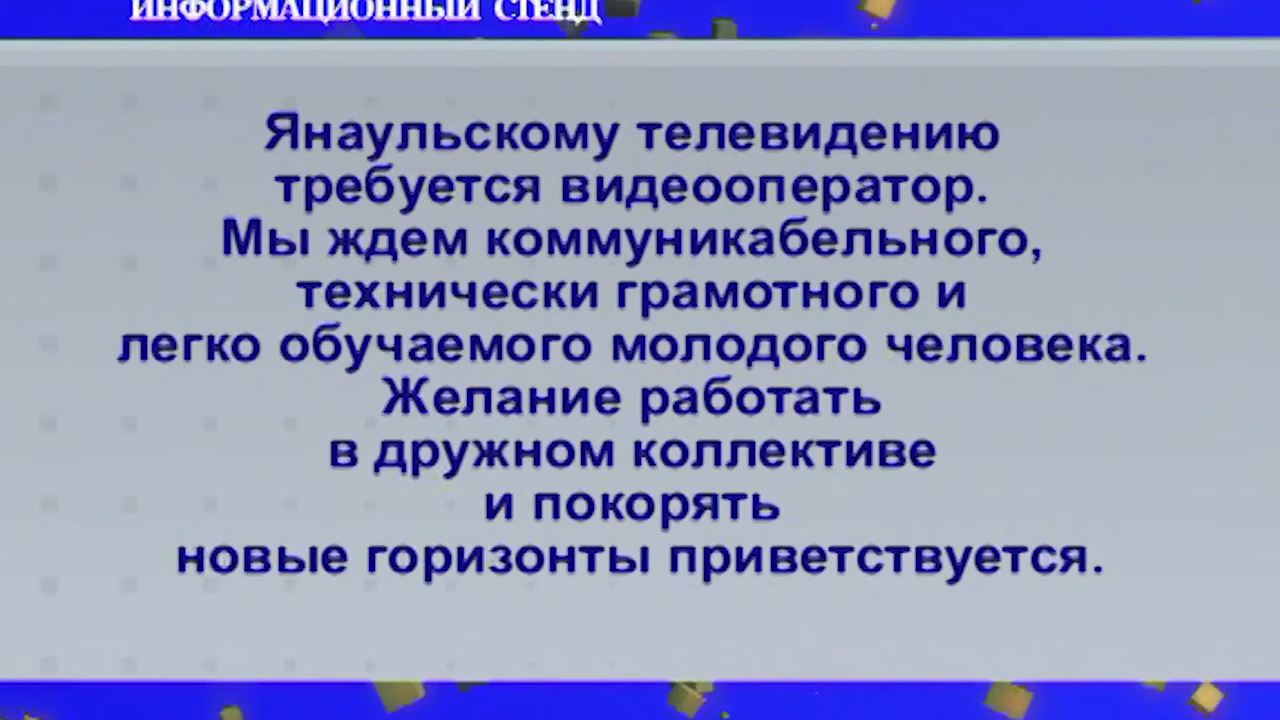 ИНФОРМАЦИОННЫЙ СТЕНД
Янаульскому телевидению
требуется видеооператор.
Мы ждем коммуникабельного,
технически грамотного и
легко обучаемого молодого человека.
Желание работать
в дружном коллективе
и покорять
новые горизонты приветствуется.